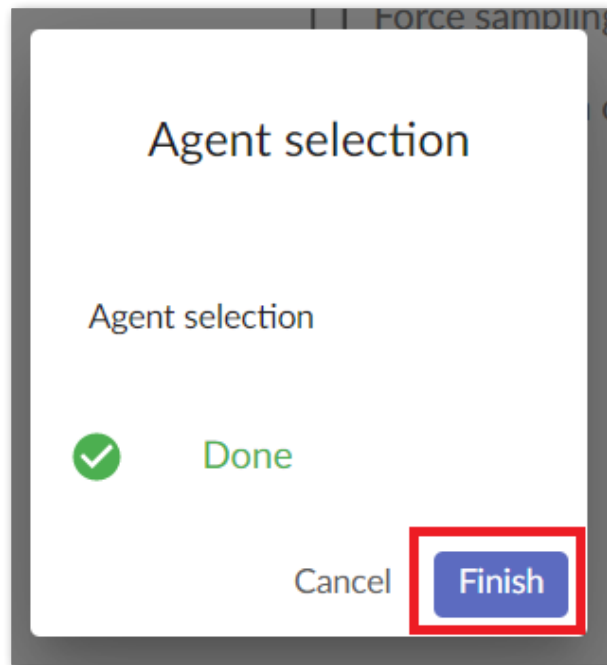 Force sampling
Agent selection
Agent selection
Done
Cancel Finish